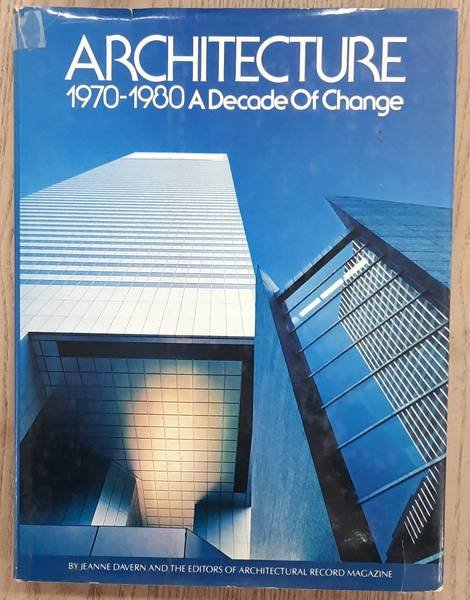 ARCHITECTURE
1970-1980 A Decade Of Change
BY JEANNE DAVERN AND THE EDITORS OF ARCHITECTURAL RECORD MAGAZINE